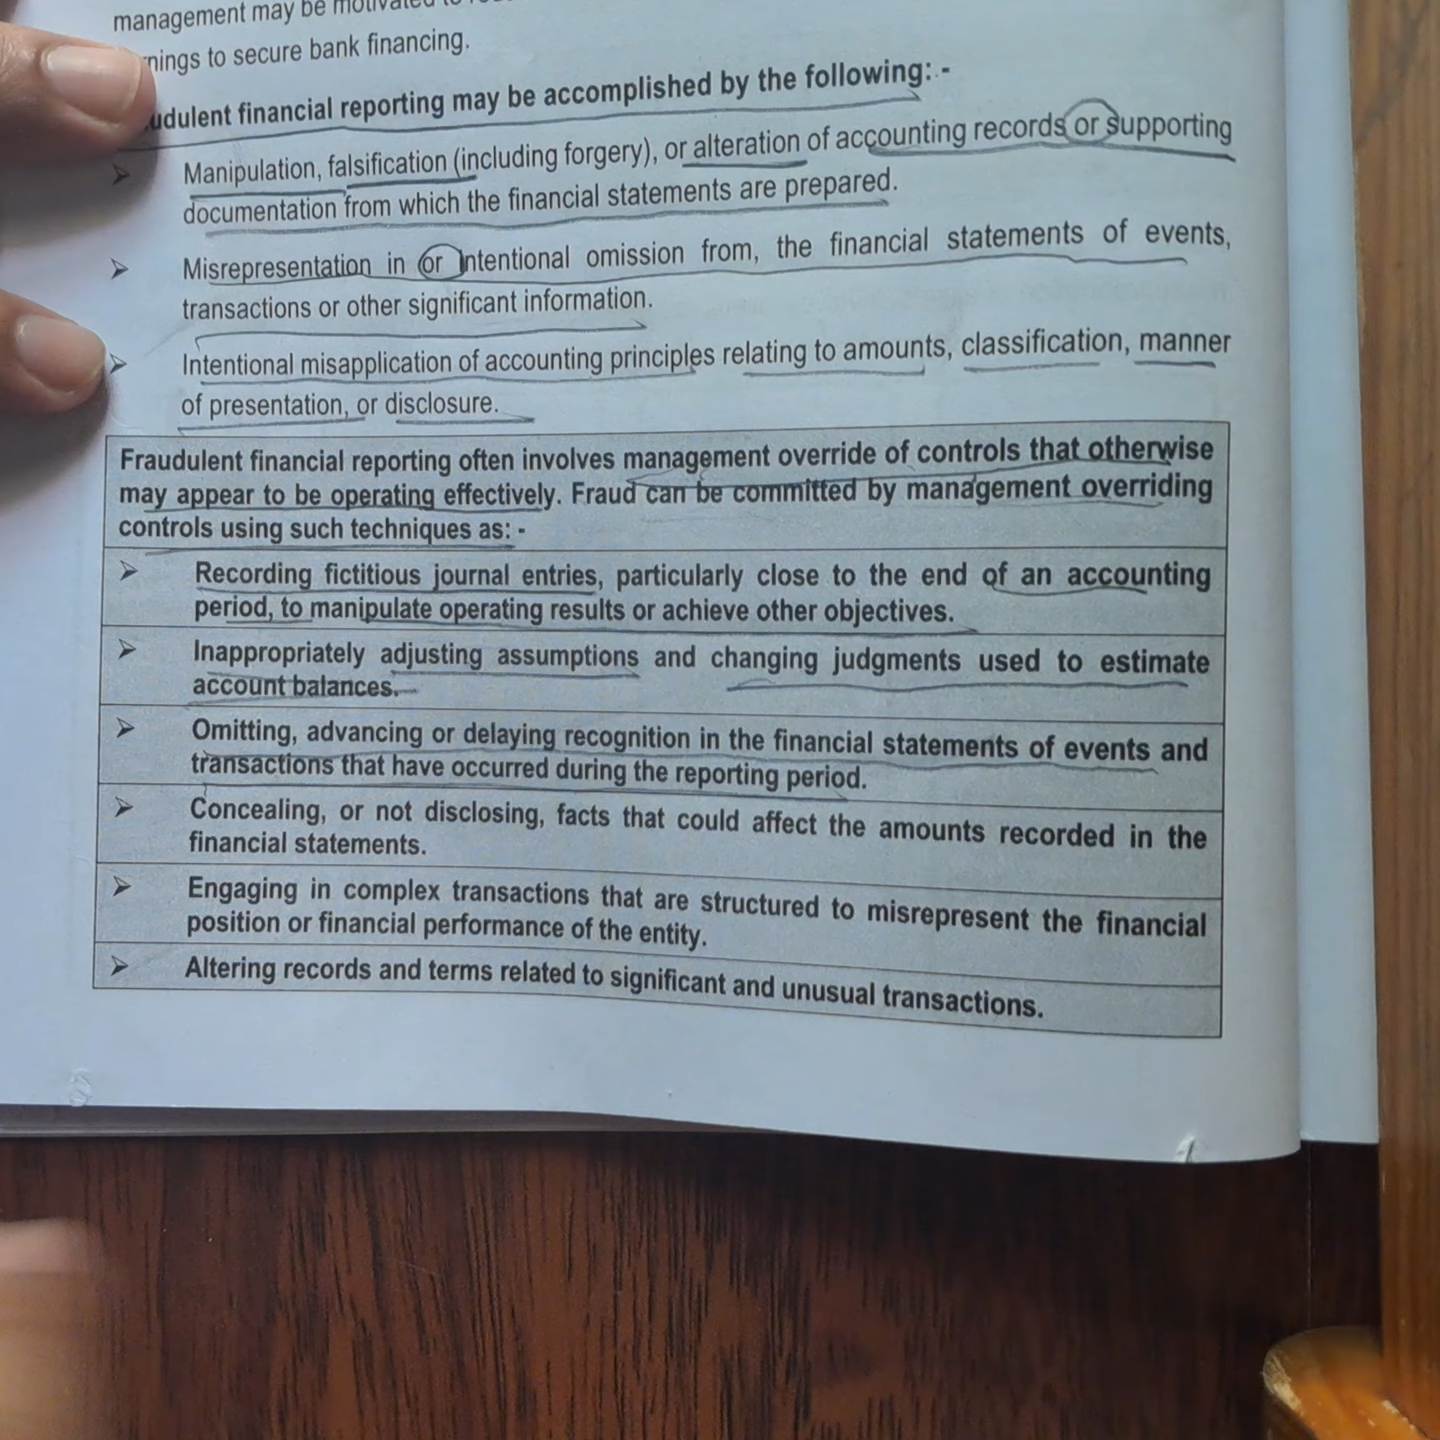 management may be motivated to
nings to secure bank financing.
udulent financial reporting may be accomplished by the following: -
➢ Manipulation, falsification (including forgery), or alteration of accounting records or supporting
documentation from which the financial statements are prepared.
➢ Misrepresentation in or Intentional omission from, the financial statements of events,
transactions or other significant information.
➢ Intentional misapplication of accounting principles relating to amounts, classification, manner
of presentation, or disclosure.
Fraudulent financial reporting often involves management override of controls that otherwise
may appear to be operating effectively. Fraud can be committed by management overriding
controls using such techniques as: -
➢ Recording fictitious journal entries, particularly close to the end of an accounting
period, to manipulate operating results or achieve other objectives.
➢ Inappropriately adjusting assumptions and changing judgments used to estimate
account balances.
➢ Omitting, advancing or delaying recognition in the financial statements of events and
transactions that have occurred during the reporting period.
➢ Concealing, or not disclosing, facts that could affect the amounts recorded in the
financial statements.
➢ Engaging in complex transactions that are structured to misrepresent the financial
position or financial performance of the entity.
➢ Altering records and terms related to significant and unusual transactions.